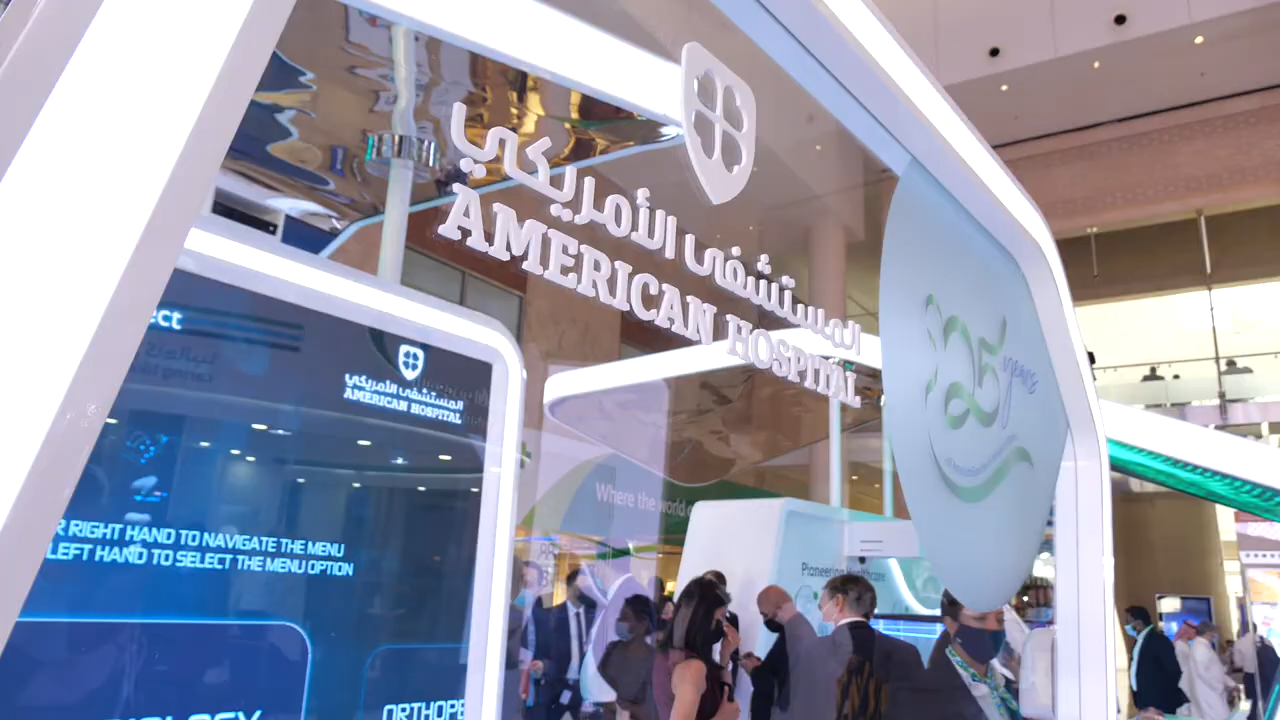 المستشفى الأمريكي
AMERICAN HOSPITAL
25
years
المستشفى الأمريكي
AMERICAN HOSPITAL
RIGHT HAND TO NAVIGATE THE MENU
LEFT HAND TO SELECT THE MENU OPTION
Where the world
Pioneering Healthcare